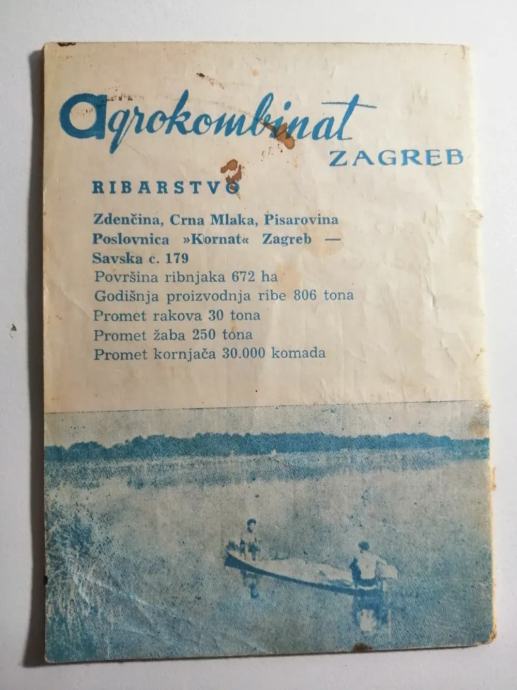 agrokombinat
ZAGREB
RIBARSTVO
Zdenčina, Crna Mlaka, Pisarovina
Poslovnica »Kornat« Zagreb —
Savska c. 179
Površina ribnjaka 672 ha
Godišnja proizvodnja ribe 806 tona
Promet rakova 30 tona
Promet žaba 250 tona
Promet kornjača 30.000 komada